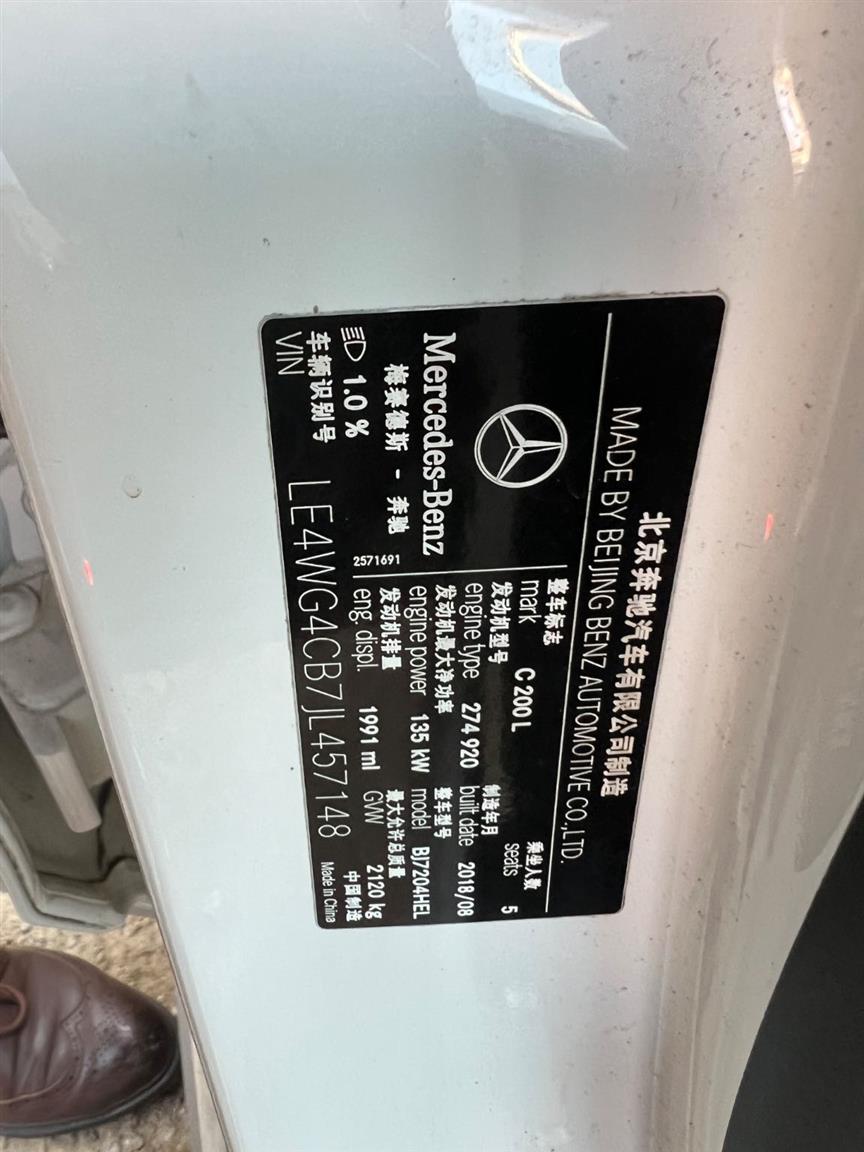 北京奔驰汽车有限公司制造
MADE BY BEIJING BENZ AUTOMOTIVE CO.,LTD.
Mercedes-Benz
梅赛德斯 - 奔驰
1.0 %
2571691
整车标志
mark C 200 L
乘坐人数
seats 5
发动机型号
engine type 274 920
制造年月
built date 2018/08
发动机最大净功率
engine power 135 kW
整车型号
model BJ7204HEL
发动机排量
eng. displ. 1991 ml
最大允许总质量
GVW 2120 kg
车辆识别号
VIN LE4WG4CB7JL457148
中国制造
Made in China